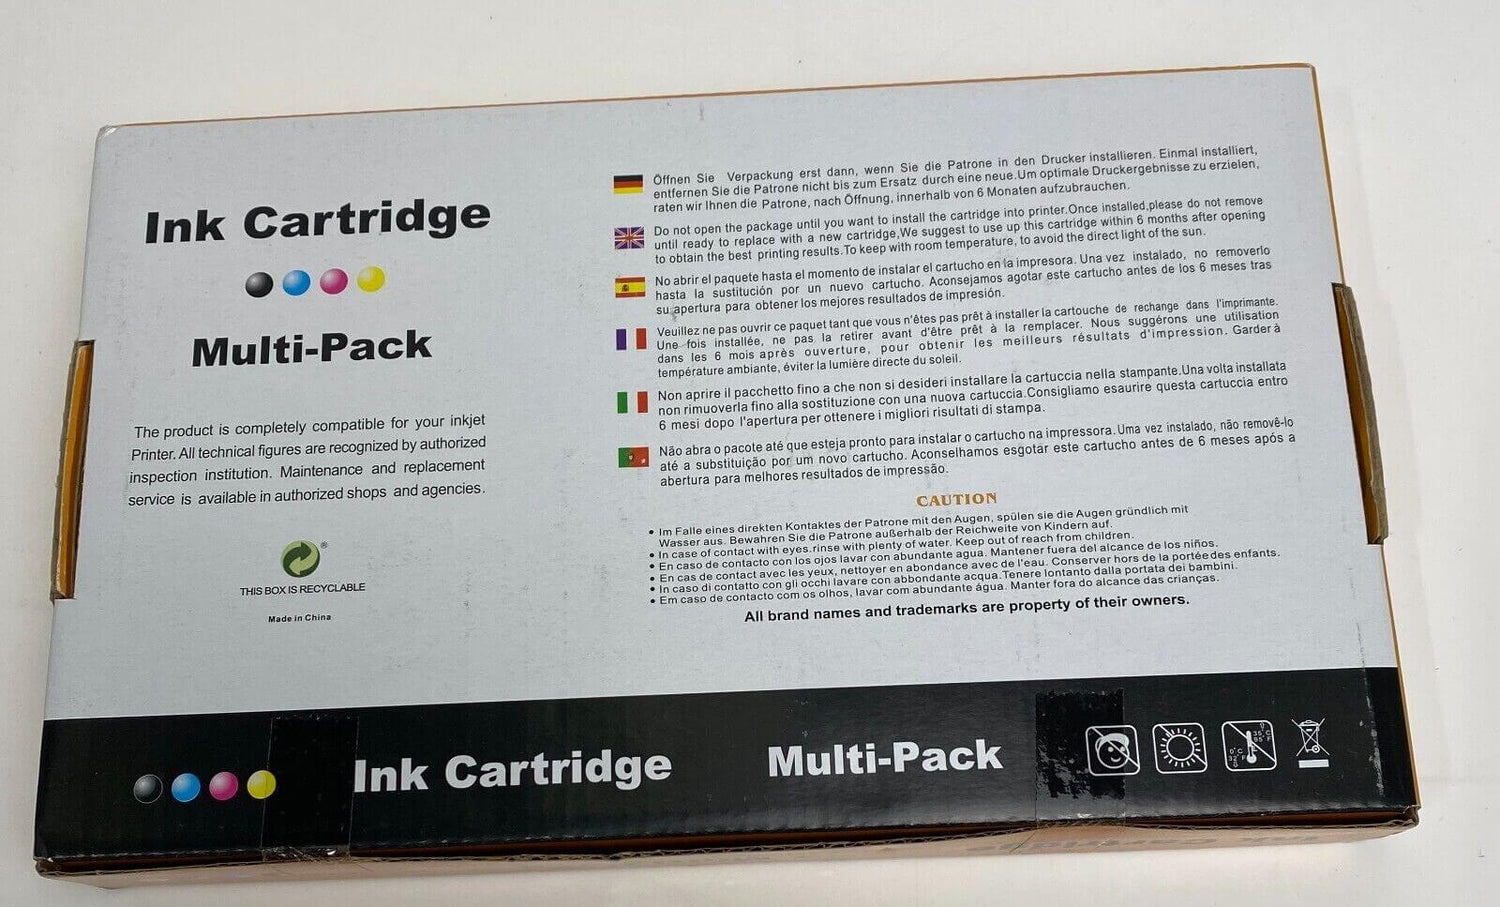 Ink Cartridge
Multi-Pack
The product is completely compatible for your inkjet
Printer. All technical figures are recognized by authorized
inspection institution. Maintenance and replacement
service is available in authorized shops and agencies.
®
THIS BOX IS RECYCLABLE
Made in China
Öffnen Sie Verpackung erst dann, wenn Sie die Patrone in den Drucker installieren. Einmal installiert,
entfernen Sie die Patrone nicht bis zum Ersatz durch eine neue.Um optimale Druckergebnisse zu erzielen,
raten wir Ihnen die Patrone, nach Öffnung, innerhalb von 6 Monaten aufzubrauchen.
Do not open the package until you want to install the cartridge into printer.Once installed,please do not remove
until ready to replace with a new cartridge,We suggest to use up this cartridge within 6 months after opening
to obtain the best printing results.To keep with room temperature, to avoid the direct light of the sun.
No abrir el paquete hasta el momento de instalar el cartucho en la impresora. Una vez instalado, no removerlo
hasta la sustitución por un nuevo cartucho. Aconsejamos agotar este cartucho antes de los 6 meses tras
su apertura para obtener los mejores resultados de impresión.
Veuillez ne pas ouvrir ce paquet tant que vous n'êtes pas prêt à installer la cartouche de rechange dans l'imprimante.
Une fois installée, ne pas la retirer avant d'être prêt à la remplacer. Nous suggérons une utilisation
dans les 6 mois après ouverture, pour obtenir les meilleurs résultats d'impression. Garder à
température ambiante, éviter la lumière directe du soleil.
Non aprire il pacchetto fino a che non si desideri installare la cartuccia nella stampante.Una volta installata
non rimuoverla fino alla sostituzione con una nuova cartuccia.Consigliamo esaurire questa cartuccia entro
6 mesi dopo l'apertura per ottenere i migliori risultati di stampa.
Não abra o pacote até que esteja pronto para instalar o cartucho na impressora.Uma vez instalado, não removê-lo
até a substituição por um novo cartucho. Aconselhamos esgotar este cartucho antes de 6 meses após a
abertura para melhores resultados de impressão.
CAUTION
• Im Falle eines direkten Kontaktes der Patrone mit den Augen, spülen sie die Augen gründlich mit
Wasser aus. Bewahren Sie die Patrone außerhalb der Reichweite von Kindern auf.
• In case of contact with eyes.rinse with plenty of water. Keep out of reach from children.
• En caso de contacto con los ojos lavar con abundante agua. Mantener fuera del alcance de los niños.
• En cas de contact avec les yeux, nettoyer en abondance avec de l'eau. Conserver hors de la portée des enfants.
• In caso di contatto con gli occhi lavare con abbondante acqua.Tenere lontanto dalla portata dei bambini.
• Em caso de contacto com os olhos, lavar com abundante água. Manter fora do alcance das crianças.
All brand names and trademarks are property of their owners.
Ink Cartridge
Multi-Pack
35°C
95°F
0°C
32°F